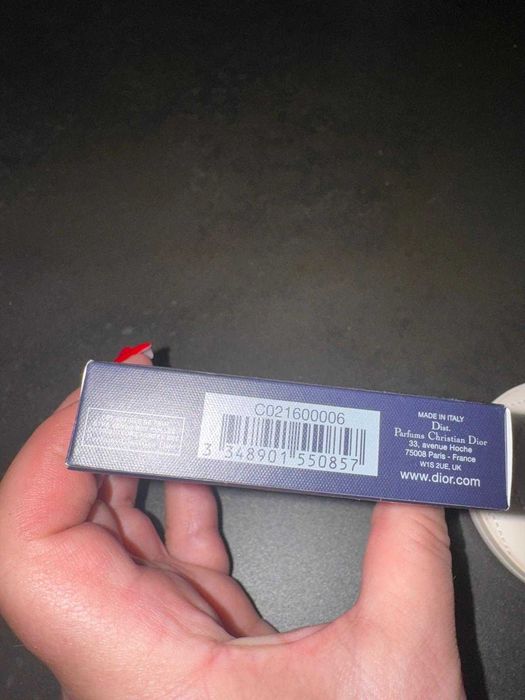 C021600006
3 348901 550857
MADE IN ITALY
Dist.
Parfums Christian Dior
33, avenue Hoche
75008 Paris - France
W1S 2UE, UK
www.dior.com